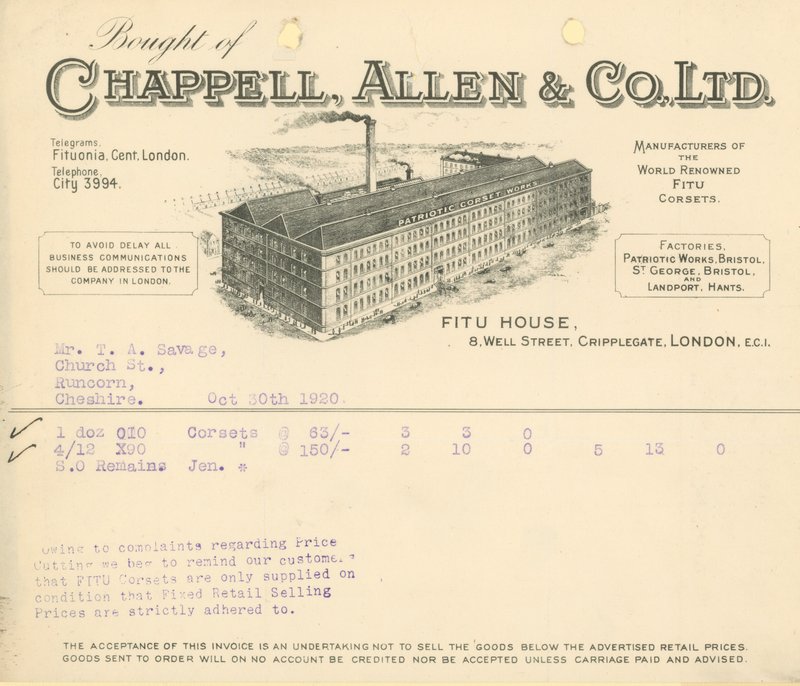 Bought of
CHAPPELL, ALLEN & CO., LTD.
Telegrams.
Fituonia, Cent, London.
Telephone.
City 3994.
MANUFACTURERS OF
THE
WORLD RENOWNED
FITU
CORSETS.
PATRIOTIC CORSET WORKS
TO AVOID DELAY ALL
BUSINESS COMMUNICATIONS
SHOULD BE ADDRESSED TO THE
COMPANY IN LONDON.
FACTORIES,
PATRIOTIC WORKS, BRISTOL,
ST GEORGE, BRISTOL,
AND
LANDPORT, HANTS.
FITU HOUSE,
8, WELL STREET, CRIPPLEGATE, LONDON, E.C.1.
Mr. T. A. Savage,
Church St.,
Runcorn,
Cheshire. Oct 30th 1920.
1 doz 010 Corsets @ 63/- 3 3 0
4/12 X90 " @ 150/- 2 10 0 5 13 0
S.O Remains Jen. *
Owing to complaints regarding Price
Cutting we beg to remind our customers
that FITU Corsets are only supplied on
condition that Fixed Retail Selling
Prices are strictly adhered to.
THE ACCEPTANCE OF THIS INVOICE IS AN UNDERTAKING NOT TO SELL THE GOODS BELOW THE ADVERTISED RETAIL PRICES.
GOODS SENT TO ORDER WILL ON NO ACCOUNT BE CREDITED NOR BE ACCEPTED UNLESS CARRIAGE PAID AND ADVISED.